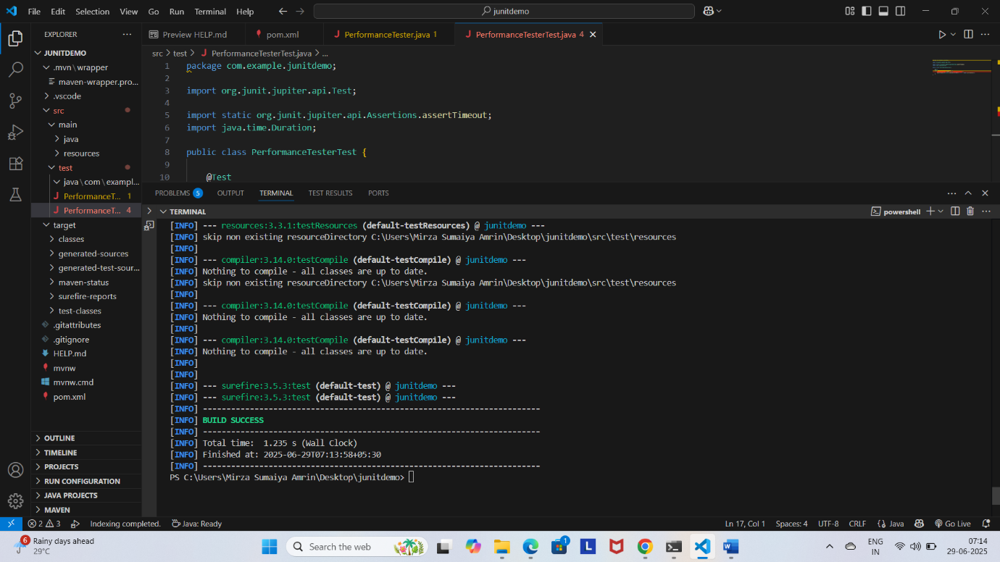 File Edit Selection View Go Run Terminal Help
junitdemo
EXPLORER
JUNITDEMO
.mvn\wrapper
maven-wrapper.pro...
.vscode
src
main
java
resources
test
java\com\exampl...
PerformanceT... 1
PerformanceT... 4
target
classes
generated-sources
generated-test-sour...
maven-status
surefire-reports
test-classes
.gitattributes
.gitignore
HELP.md
mvnw
mvnw.cmd
pom.xml
OUTLINE
TIMELINE
PROJECTS
RUN CONFIGURATION
JAVA PROJECTS
MAVEN
Preview HELP.md
pom.xml
PerformanceTester.java 1
PerformanceTesterTest.java 4
src > test > PerformanceTesterTest.java > ...
1 package com.example.junitdemo;
2
3 import org.junit.jupiter.api.Test;
4
5 import static org.junit.jupiter.api.Assertions.assertTimeout;
6 import java.time.Duration;
7
8 public class PerformanceTesterTest {
9
10 @Test
PROBLEMS 5 OUTPUT TERMINAL TEST RESULTS PORTS
TERMINAL
powershell
[INFO] --- resources:3.3.1:testResources (default-testResources) @ junitdemo ---
[INFO] skip non existing resourceDirectory C:\Users\Mirza Sumaiya Amrin\Desktop\junitdemo\src\test\resources
[INFO]
[INFO] --- compiler:3.14.0:testCompile (default-testCompile) @ junitdemo ---
[INFO] Nothing to compile - all classes are up to date.
[INFO] skip non existing resourceDirectory C:\Users\Mirza Sumaiya Amrin\Desktop\junitdemo\src\test\resources
[INFO]
[INFO] --- compiler:3.14.0:testCompile (default-testCompile) @ junitdemo ---
[INFO] Nothing to compile - all classes are up to date.
[INFO]
[INFO] --- compiler:3.14.0:testCompile (default-testCompile) @ junitdemo ---
[INFO] Nothing to compile - all classes are up to date.
[INFO]
[INFO]
[INFO] --- surefire:3.5.3:test (default-test) @ junitdemo ---
[INFO] --- surefire:3.5.3:test (default-test) @ junitdemo ---
[INFO] ------------------------------------------------------------------------
[INFO] BUILD SUCCESS
[INFO] ------------------------------------------------------------------------
[INFO] Total time:  1.235 s (Wall Clock)
[INFO] Finished at: 2025-06-29T07:13:58+05:30
[INFO] ------------------------------------------------------------------------
PS C:\Users\Mirza Sumaiya Amrin\Desktop\junitdemo>
2 3 Indexing completed. Java: Ready
Ln 17, Col 1 Spaces: 4 UTF-8 CRLF {} Java Go Live
6 Rainy days ahead
29°C
Search the web
1
L
ENG
IN
07:14
29-06-2025